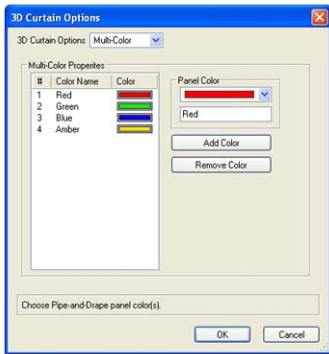 3D Curtain Options
3D Curtain Options Multi-Color
Multi-Color Properites
# Color Name Color
1 Red
2 Green
3 Blue
4 Amber
Panel Color
Red
Add Color
Remove Color
Choose Pipe-and-Drape panel color(s).
OK Cancel